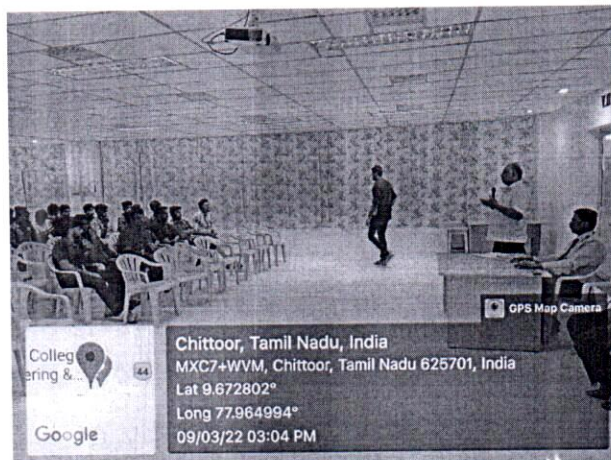 GPS Map Camera
Colleg
ering &...
44
Google
Chittoor, Tamil Nadu, India
MXC7+WVM, Chittoor, Tamil Nadu 625701, India
Lat 9.672802°
Long 77.964994°
09/03/22 03:04 PM